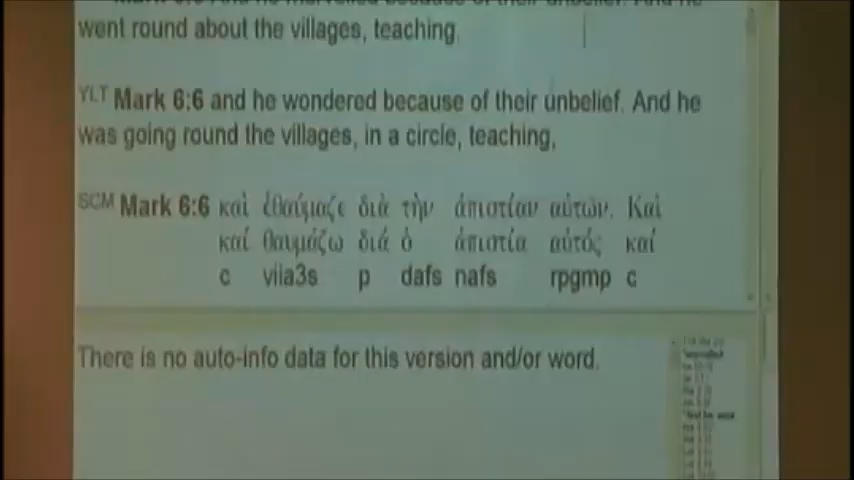 went round about the villages, teaching.
YLT Mark 6:6 and he wondered because of their unbelief. And he
was going round the villages, in a circle, teaching,
SCM Mark 6:6 καὶ ἐθαύμαζε διὰ τὴν ἀπιστίαν αὐτῶν. Καὶ
καί θαυμάζω διά ὁ ἀπιστία αὐτός καί
c viia3s p dafs nafs rpgmp c
There is no auto-info data for this version and/or word.